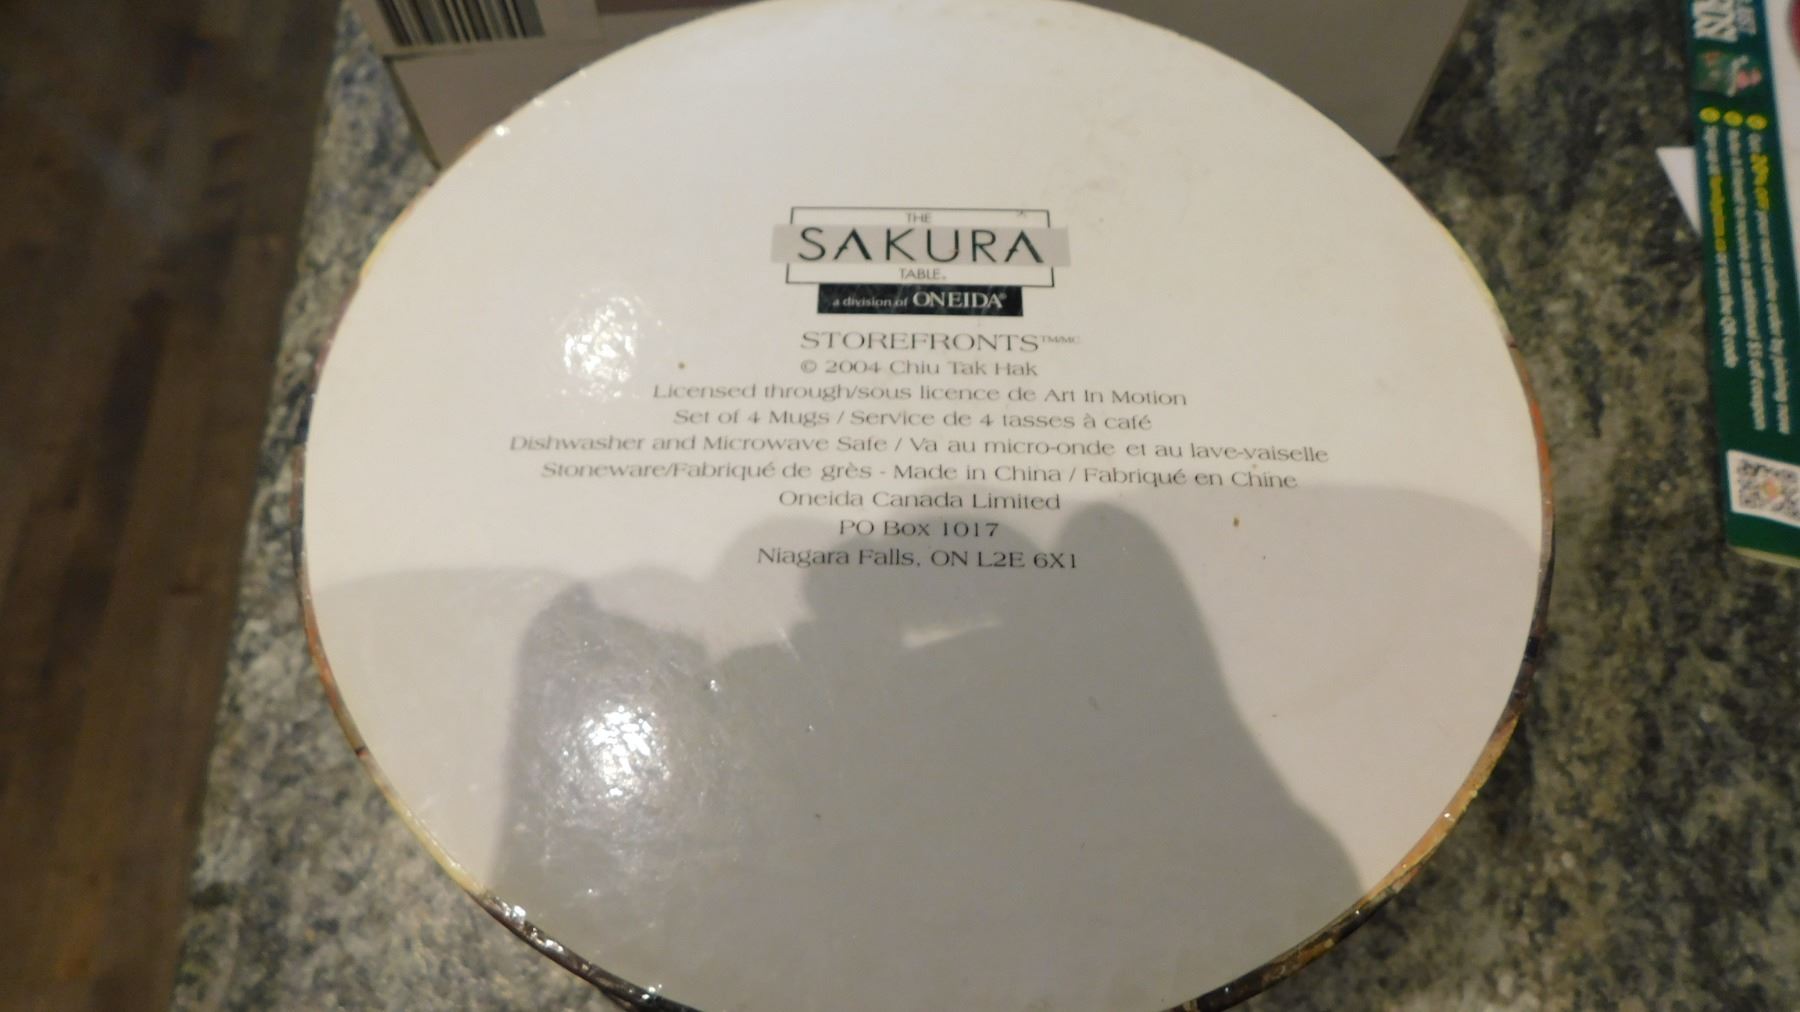 THE
SAKURA
TABLE
a division of ONEIDA®
STOREFRONTS™/MC
© 2004 Chiu Tak Hak
Licensed through/sous licence de Art In Motion
Set of 4 Mugs / Service de 4 tasses à café
Dishwasher and Microwave Safe / Va au micro-onde et au lave-vaiselle
Stoneware/Fabriqué de grès - Made in China / Fabriqué en Chine
Oneida Canada Limited
PO Box 1017
Niagara Falls, ON L2E 6X1